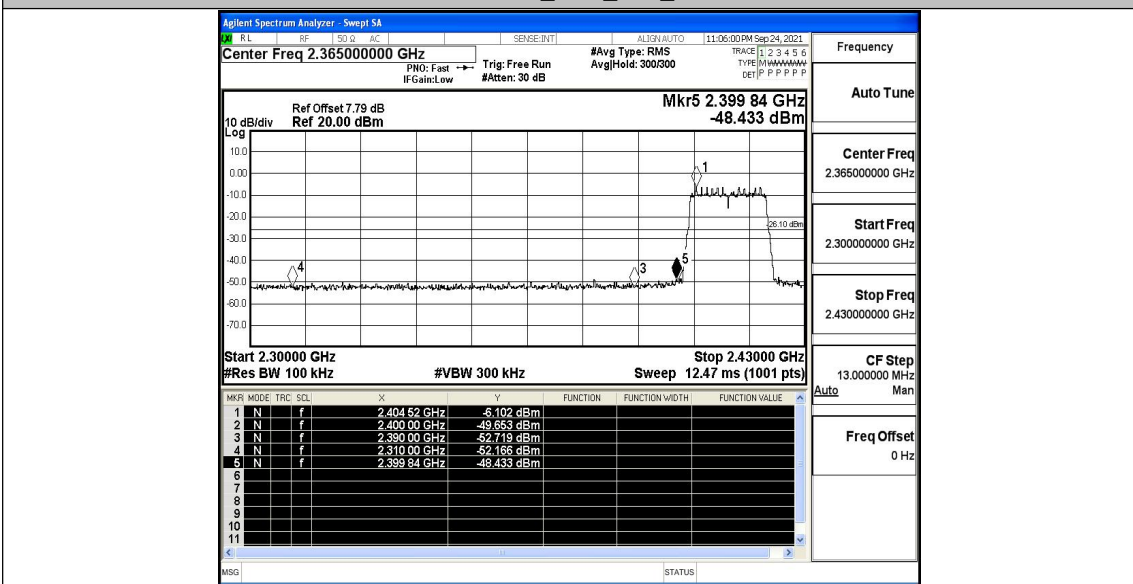 Agilent Spectrum Analyzer - Swept SA
RL RF 50 Ω AC SENSE:INT ALIGN AUTO 11:06:00 PM Sep 24, 2021
Center Freq 2.365000000 GHz
PNO: Fast
IFGain:Low
Trig: Free Run
#Atten: 30 dB
#Avg Type: RMS
Avg|Hold: 300/300
TRACE 1 2 3 4 5 6
TYPE M WWWWW
DET P P P P P P
Ref Offset 7.79 dB
Ref 20.00 dBm
10 dB/div
Log
Mkr5 2.399 84 GHz
-48.433 dBm
10.0
0.00
-10.0
-20.0
-30.0
-40.0
-50.0
-60.0
-70.0
1
-26.10 dBm
4
3
5
Start 2.30000 GHz
Stop 2.43000 GHz
#Res BW 100 kHz
#VBW 300 kHz
Sweep 12.47 ms (1001 pts)
MKR MODE TRC SCL X Y FUNCTION FUNCTION WIDTH FUNCTION VALUE
1 N f 2.404 52 GHz -6.102 dBm
2 N f 2.400 00 GHz -49.653 dBm
3 N f 2.390 00 GHz -52.719 dBm
4 N f 2.310 00 GHz -52.166 dBm
5 N f 2.399 84 GHz -48.433 dBm
6
7
8
9
10
11
MSG
STATUS
Frequency
Auto Tune
Center Freq
2.365000000 GHz
Start Freq
2.300000000 GHz
Stop Freq
2.430000000 GHz
CF Step
13.000000 MHz
Auto Man
Freq Offset
0 Hz